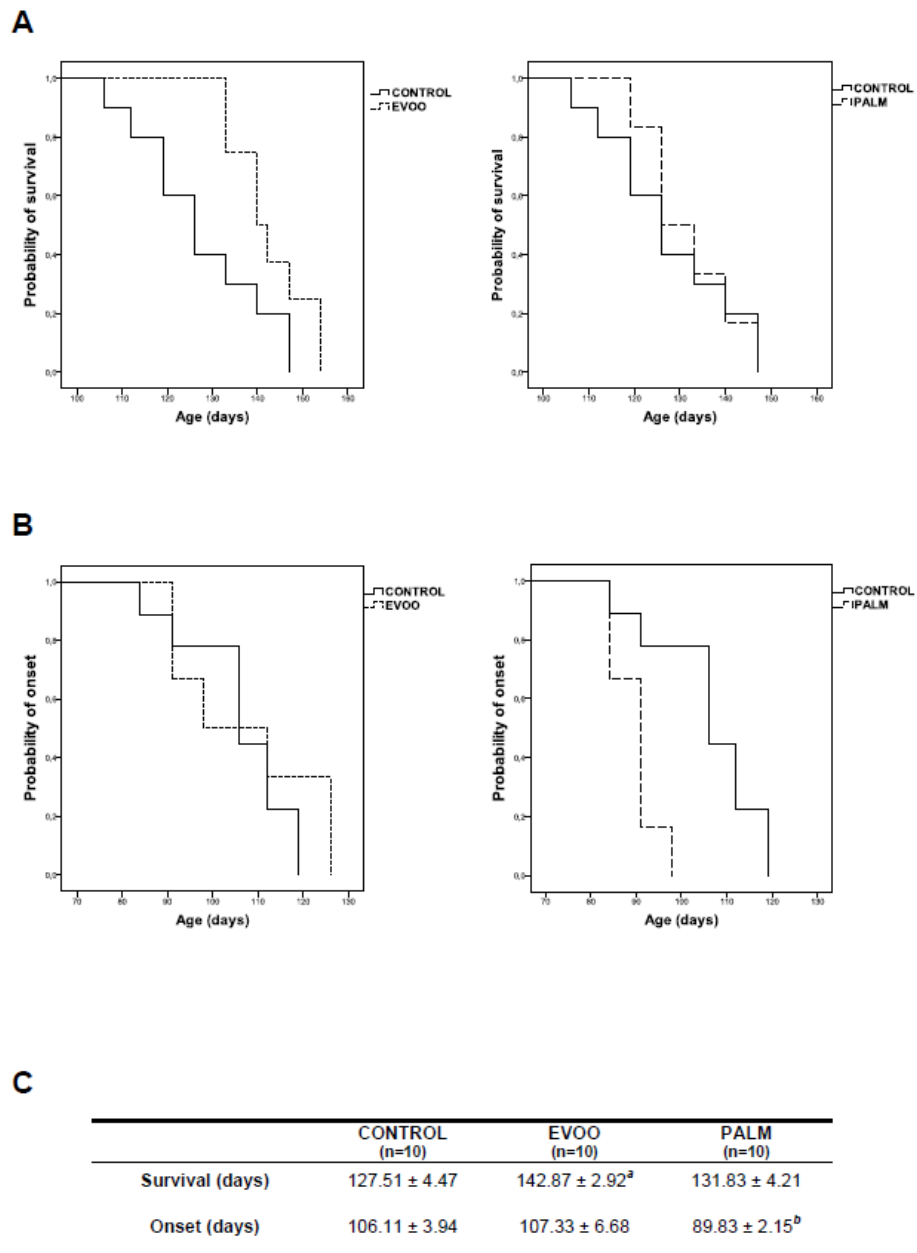 A
1,0
0,8
0,6
0,4
0,2
0,0
Probability of survival
100 110 120 130 140 150 160
Age (days)
CONTROL
EVOO
1,0
0,8
0,6
0,4
0,2
0,0
Probability of survival
100 110 120 130 140 150 160
Age (days)
CONTROL
PALM
B
1,0
0,8
0,6
0,4
0,2
0,0
Probability of onset
70 80 90 100 110 120 130
Age (days)
CONTROL
EVOO
1,0
0,8
0,6
0,4
0,2
0,0
Probability of onset
70 80 90 100 110 120 130
Age (days)
CONTROL
PALM
C
CONTROL EVOO PALM
(n=10) (n=10) (n=10)
Survival (days) 127.51 ± 4.47 142.87 ± 2.92a 131.83 ± 4.21
Onset (days) 106.11 ± 3.94 107.33 ± 6.68 89.83 ± 2.15b